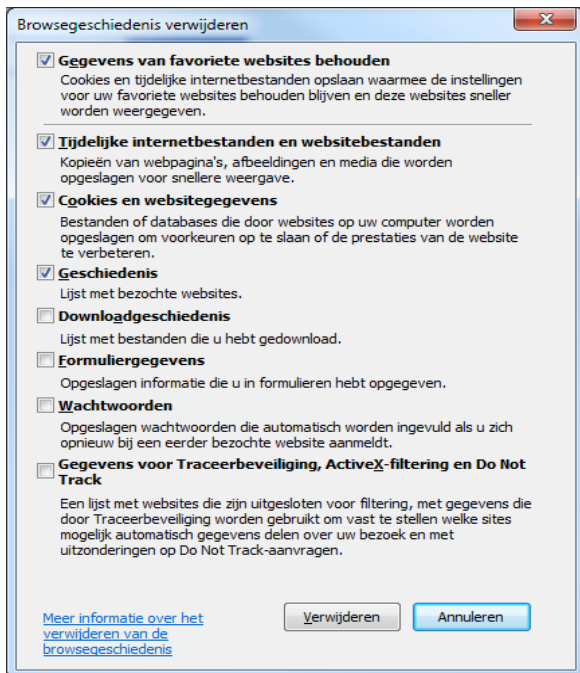 Browsegeschiedenis verwijderen
Gegevens van favoriete websites behouden
Cookies en tijdelijke internetbestanden opslaan waarmee de instellingen
voor uw favoriete websites behouden blijven en deze websites sneller
worden weergegeven.
Tijdelijke internetbestanden en websitebestanden
Kopieën van webpagina's, afbeeldingen en media die worden
opgeslagen voor snellere weergave.
Cookies en websitegegevens
Bestanden of databases die door websites op uw computer worden
opgeslagen om voorkeuren op te slaan of de prestaties van de website
te verbeteren.
Geschiedenis
Lijst met bezochte websites.
Downloadgeschiedenis
Lijst met bestanden die u hebt gedownload.
Formuliergegevens
Opgeslagen informatie die u in formulieren hebt opgegeven.
Wachtwoorden
Opgeslagen wachtwoorden die automatisch worden ingevuld als u zich
opnieuw bij een eerder bezochte website aanmeldt.
Gegevens voor Traceerbeveiliging, ActiveX-filtering en Do Not
Track
Een lijst met websites die zijn uitgesloten voor filtering, met gegevens die
door Traceerbeveiliging worden gebruikt om vast te stellen welke sites
mogelijk automatisch gegevens delen over uw bezoek en met
uitzonderingen op Do Not Track-aanvragen.
Meer informatie over het
verwijderen van de
browsegeschiedenis
Verwijderen
Annuleren